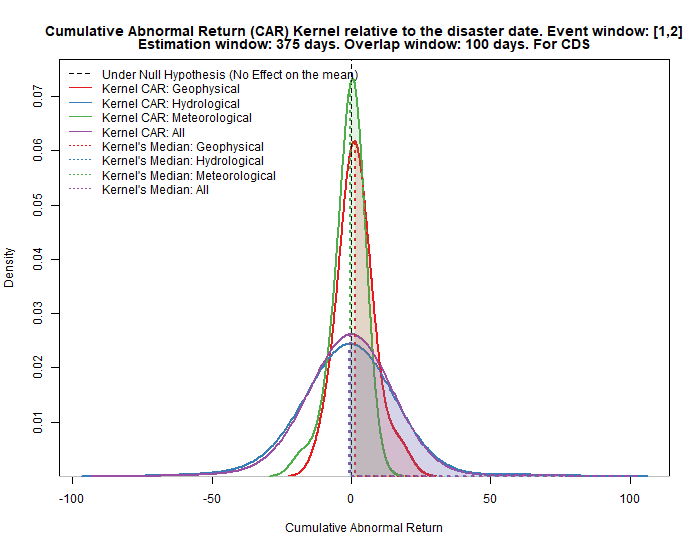 Cumulative Abnormal Return (CAR) Kernel relative to the disaster date. Event window: [1,2]
Estimation window: 375 days. Overlap window: 100 days. For CDS
Under Null Hypothesis (No Effect on the mean)
Kernel CAR: Geophysical
Kernel CAR: Hydrological
Kernel CAR: Meteorological
Kernel CAR: All
Kernel's Median: Geophysical
Kernel's Median: Hydrological
Kernel's Median: Meteorological
Kernel's Median: All
0.07
0.06
0.05
0.04
0.03
0.02
0.01
Density
-100 -50 0 50 100
Cumulative Abnormal Return